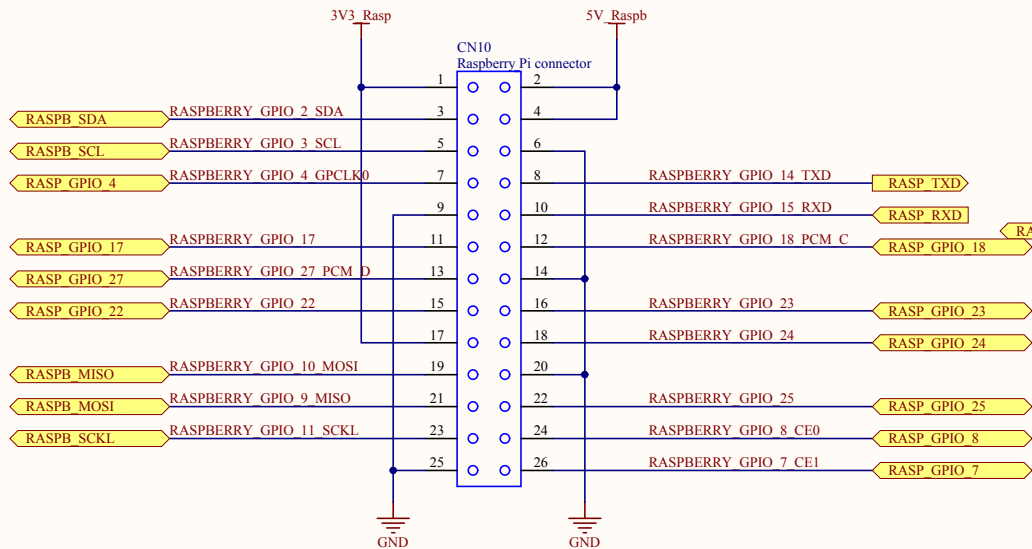 3V3_Rasp
5V_Raspb
CN10
Raspberry Pi connector
1
2
RASPB_SDA
RASPBERRY_GPIO_2_SDA
3
4
RASPB_SCL
RASPBERRY_GPIO_3_SCL
5
6
RASP_GPIO_4
RASPBERRY_GPIO_4_GPCLK0
7
8
RASPBERRY_GPIO_14_TXD
RASP_TXD
9
10
RASPBERRY_GPIO_15_RXD
RASP_RXD
RA
RASP_GPIO_17
RASPBERRY_GPIO_17
11
12
RASPBERRY_GPIO_18_PCM_C
RASP_GPIO_18
RASP_GPIO_27
RASPBERRY_GPIO_27_PCM_D
13
14
RASP_GPIO_22
RASPBERRY_GPIO_22
15
16
RASPBERRY_GPIO_23
RASP_GPIO_23
17
18
RASPBERRY_GPIO_24
RASP_GPIO_24
RASPB_MISO
RASPBERRY_GPIO_10_MOSI
19
20
RASPB_MOSI
RASPBERRY_GPIO_9_MISO
21
22
RASPBERRY_GPIO_25
RASP_GPIO_25
RASPB_SCKL
RASPBERRY_GPIO_11_SCKL
23
24
RASPBERRY_GPIO_8_CE0
RASP_GPIO_8
25
26
RASPBERRY_GPIO_7_CE1
RASP_GPIO_7
GND
GND